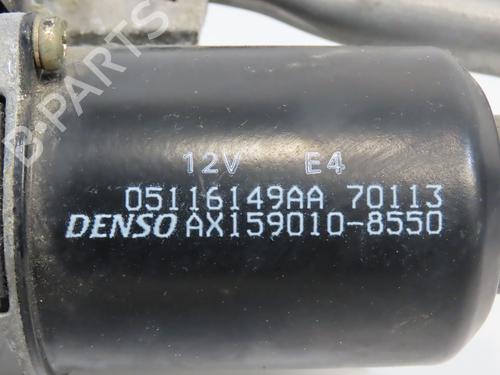 12V E4
05116149AA 70113
DENSO AX159010-8550
B-PARTS